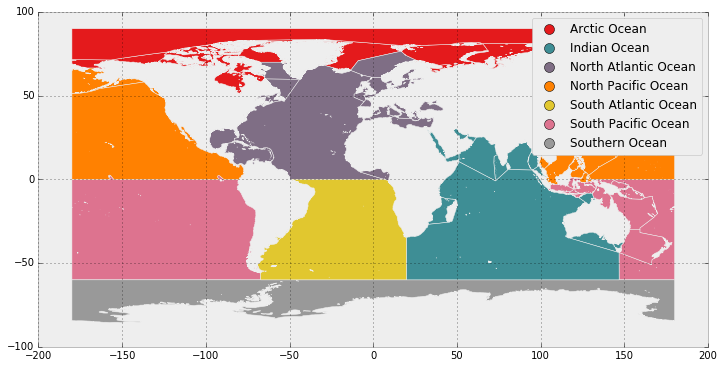 100
50
0
−50
−100
−200
−150
−100
−50
0
50
100
150
200
Arctic Ocean
Indian Ocean
North Atlantic Ocean
North Pacific Ocean
South Atlantic Ocean
South Pacific Ocean
Southern Ocean